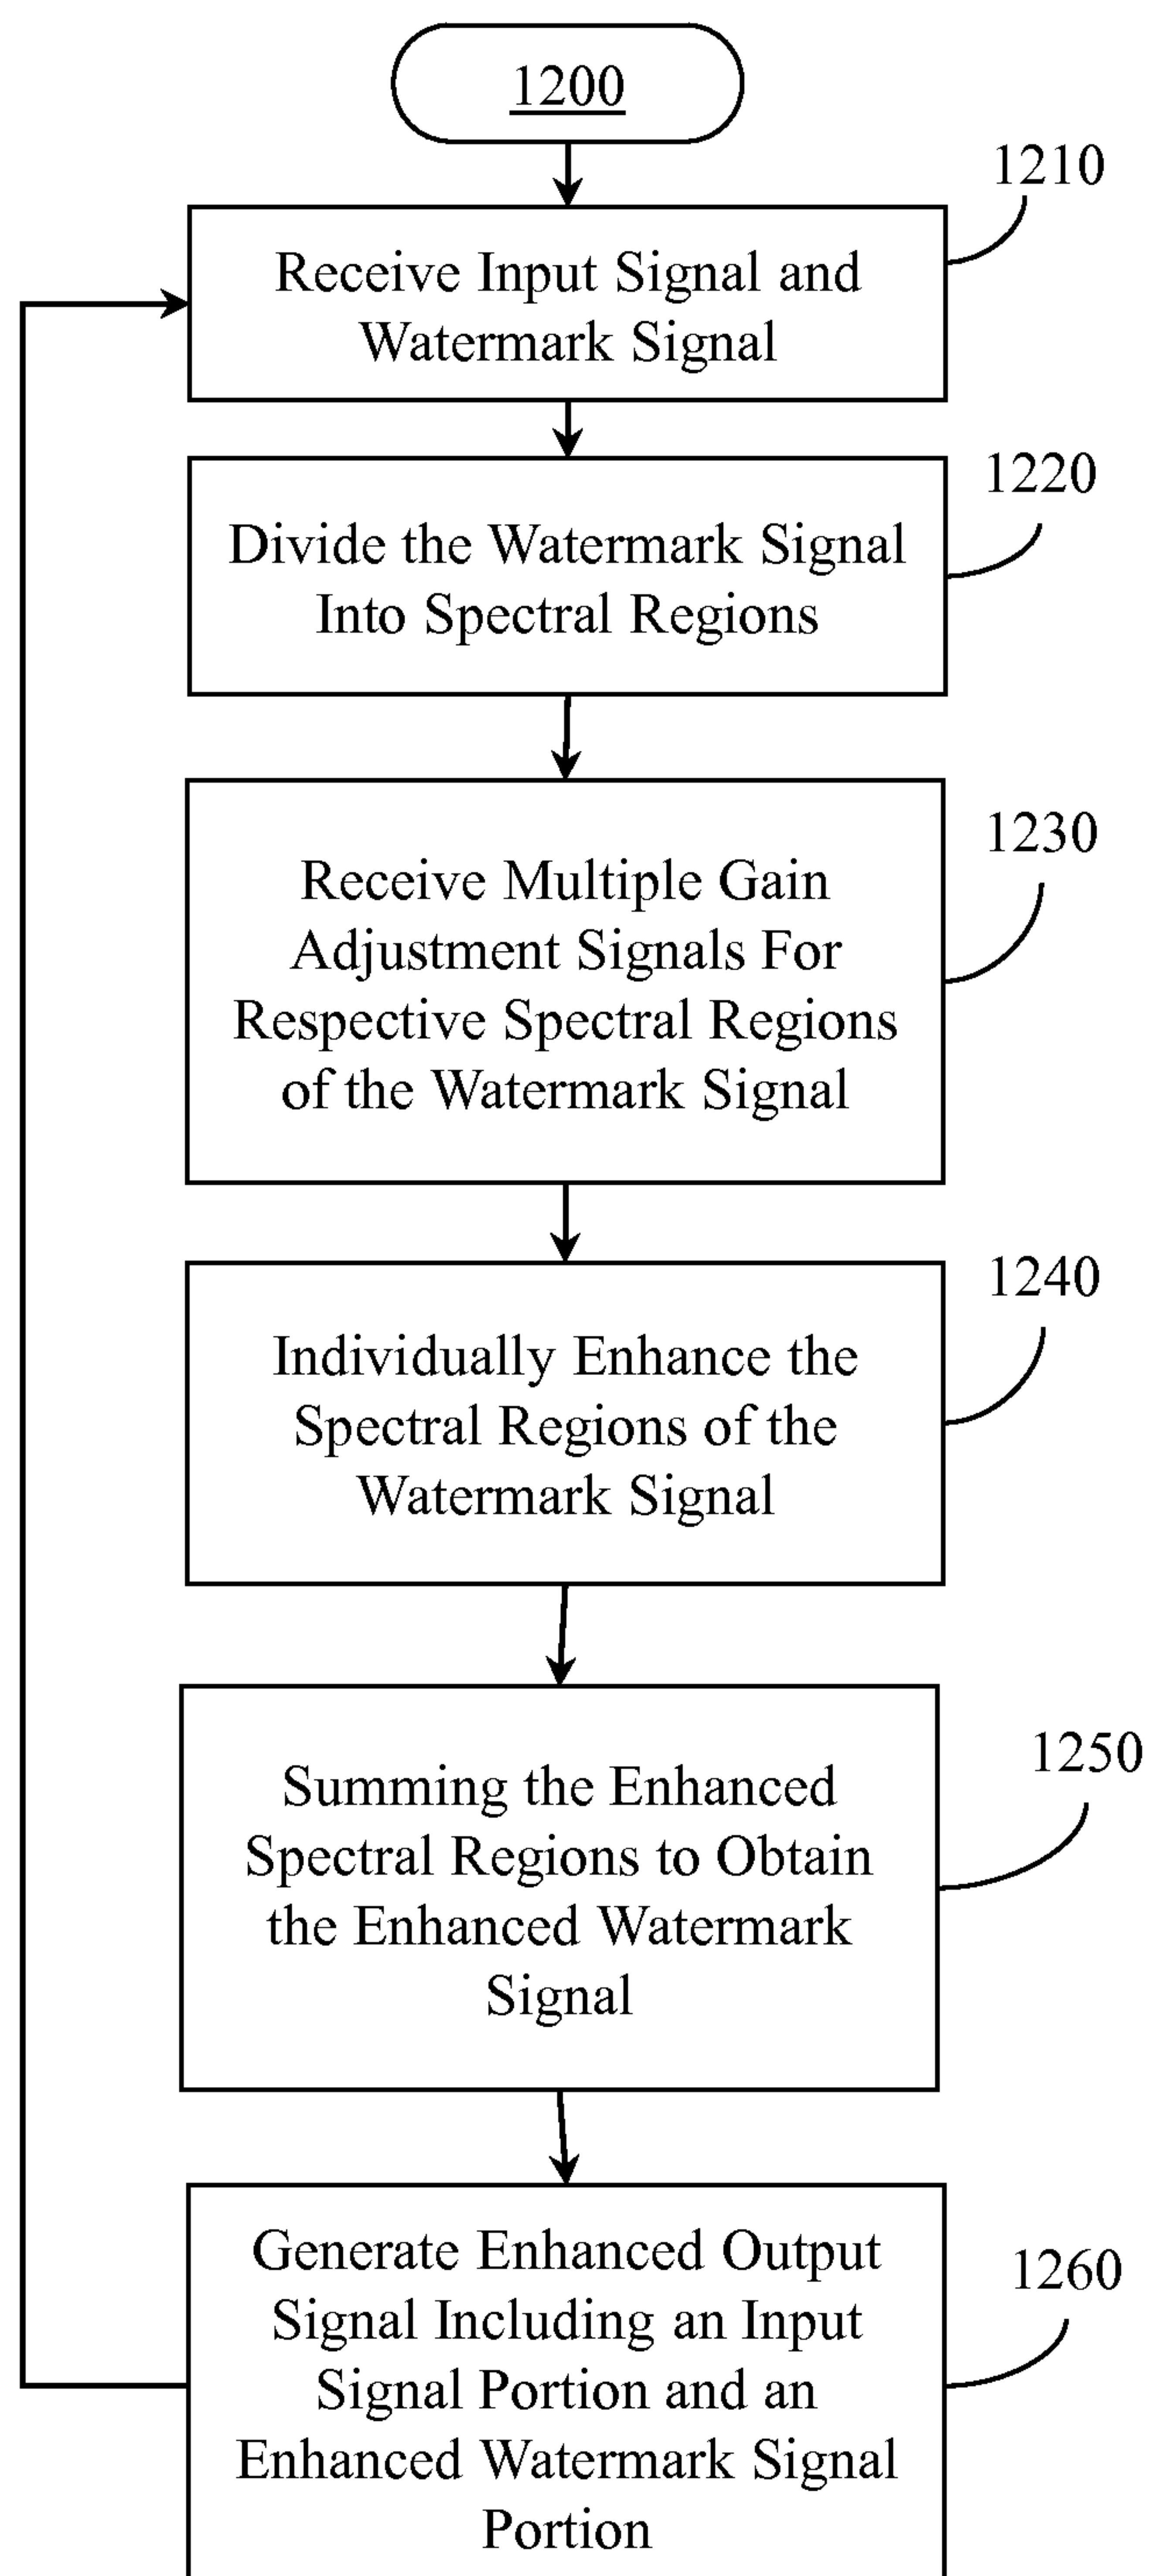 1200
1210
Receive Input Signal and
Watermark Signal
1220
Divide the Watermark Signal
Into Spectral Regions
1230
Receive Multiple Gain
Adjustment Signals For
Respective Spectral Regions
of the Watermark Signal
1240
Individually Enhance the
Spectral Regions of the
Watermark Signal
1250
Summing the Enhanced
Spectral Regions to Obtain
the Enhanced Watermark
Signal
1260
Generate Enhanced Output
Signal Including an Input
Signal Portion and an
Enhanced Watermark Signal
Portion